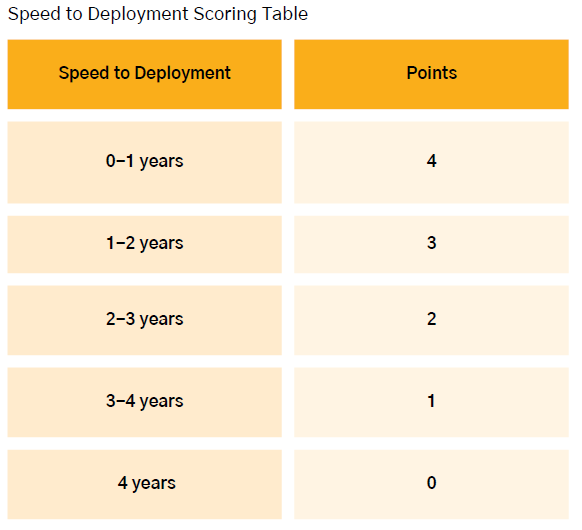 Speed to Deployment Scoring Table
Speed to Deployment Points
0–1 years 4
1–2 years 3
2–3 years 2
3–4 years 1
4 years 0